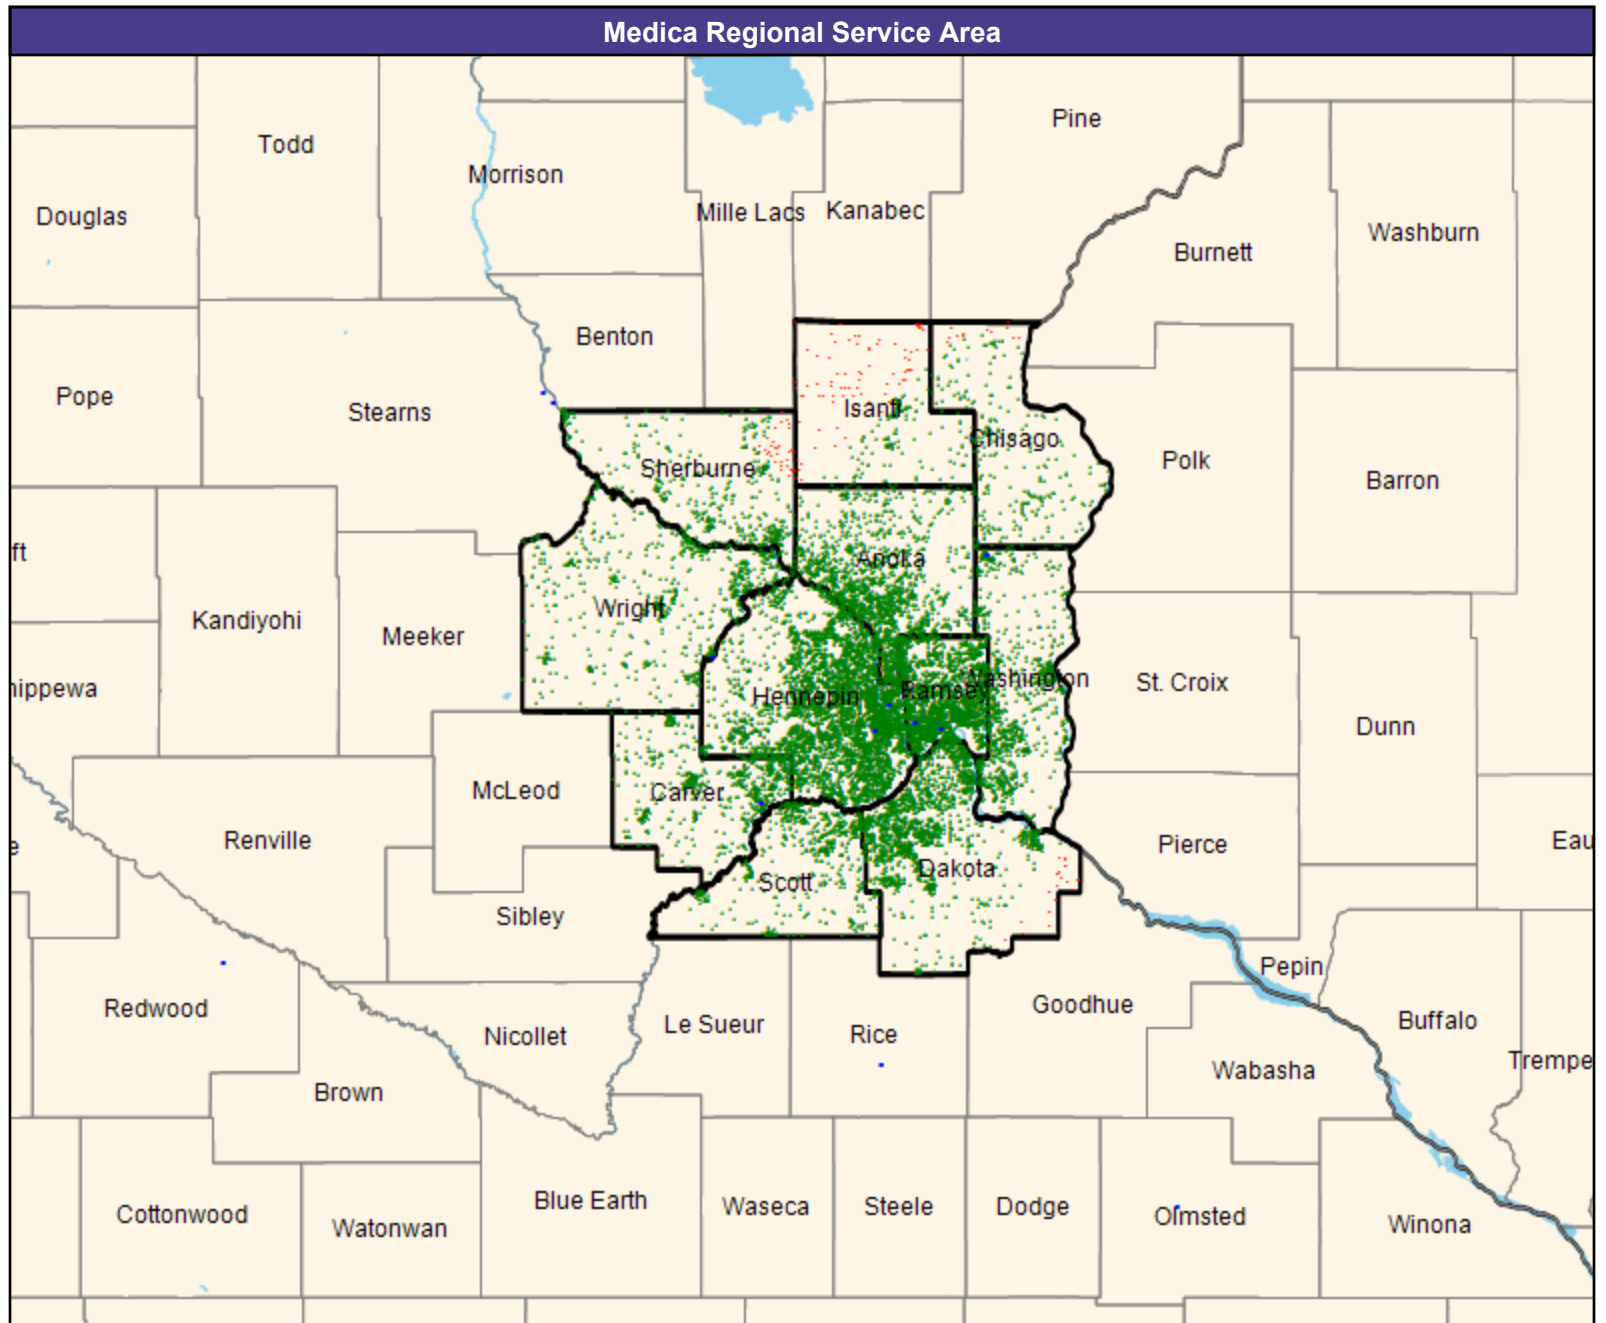 Medica Regional Service Area
Pine
Todd
Morrison
Douglas
Mille Lacs
Kanabec
Washburn
Burnett
Benton
Pope
Stearns
Isanti
Chisago
Polk
Sherburne
Barron
ft
Anoka
Wright
Kandiyohi
Meeker
hippewa
Hennepin
Ramsey
Washington
St. Croix
Dunn
McLeod
Carver
Renville
Pierce
Eau
e
Scott
Dakota
Sibley
Pepin
Redwood
Goodhue
Nicollet
Le Sueur
Rice
Buffalo
Trempe
Wabasha
Brown
Blue Earth
Waseca
Steele
Dodge
Olmsted
Cottonwood
Watonwan
Winona